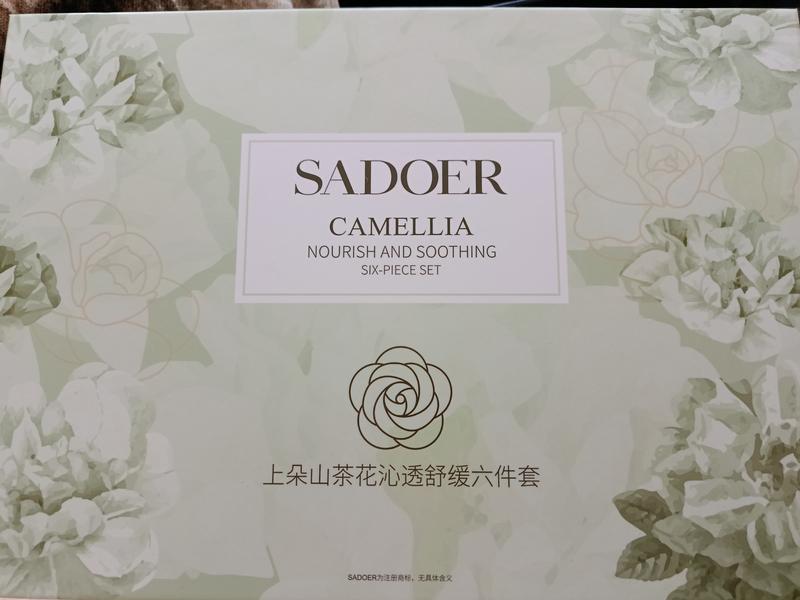 SADOER
CAMELLIA
NOURISH AND SOOTHING
SIX-PIECE SET
上朵山茶花沁透舒缓六件套
SADOER为注册商标，无具体含义